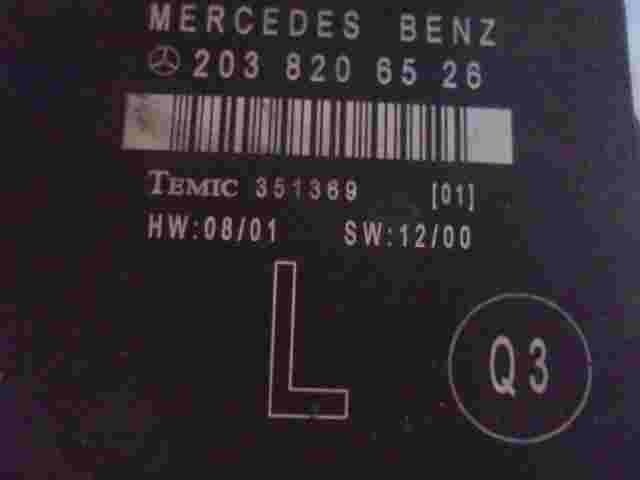 MERCEDES BENZ
203 820 65 26
TEMIC 351369 [01]
HW:08/01 SW:12/00
L
Q3